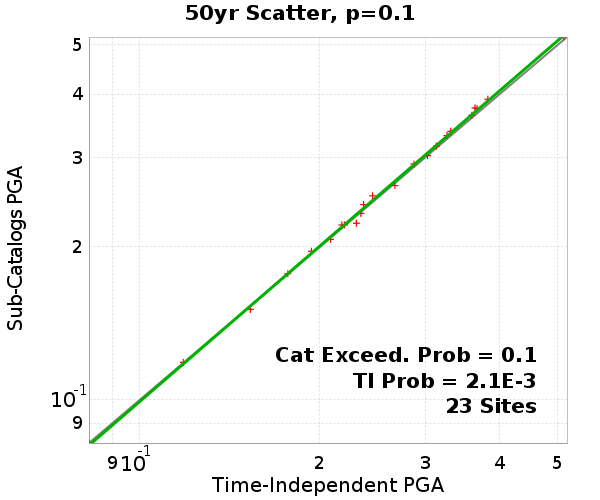 50yr Scatter, p=0.1
5
4
3
2
10-1
9
Sub-Catalogs PGA
Cat Exceed. Prob = 0.1
TI Prob = 2.1E-3
23 Sites
9 10-1 2 3 4 5
Time-Independent PGA